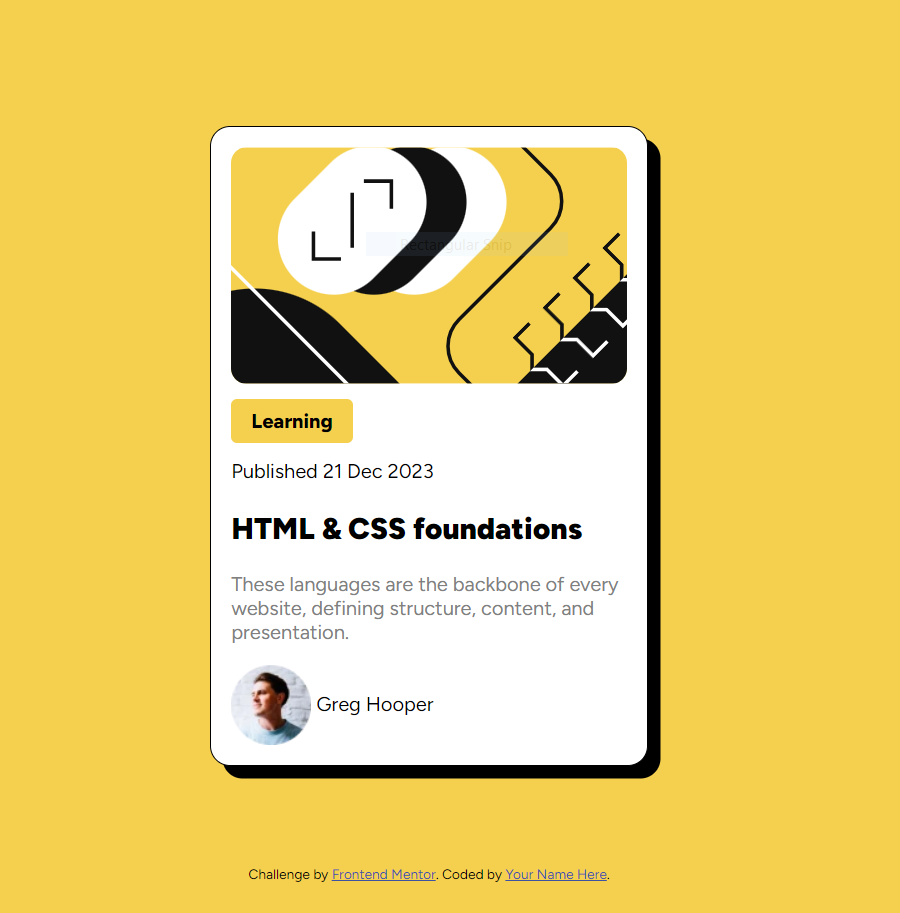 Rectangular Snip
Learning
Published 21 Dec 2023
HTML & CSS foundations
These languages are the backbone of every
website, defining structure, content, and
presentation.
Greg Hooper
Challenge by Frontend Mentor. Coded by Your Name Here.